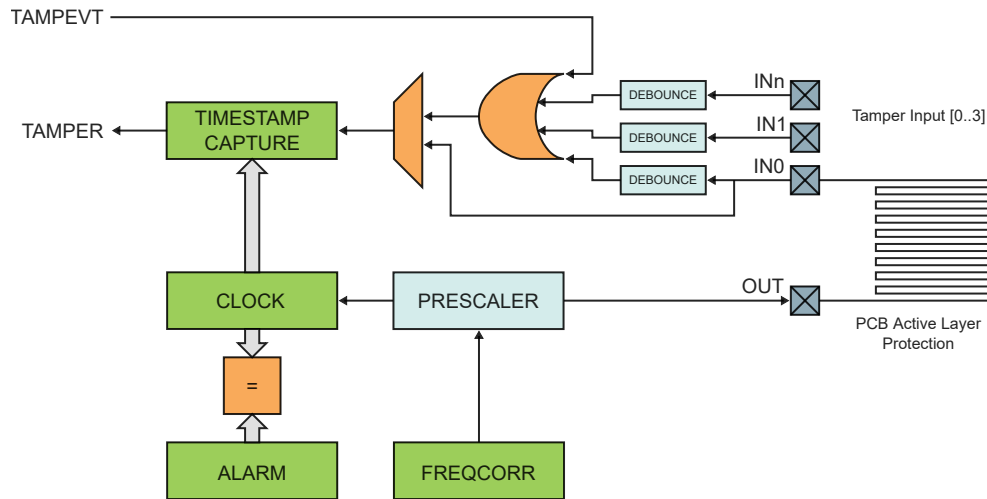 TAMPEVT
INn
DEBOUNCE
TIMESTAMP
CAPTURE
TAMPER
IN1
DEBOUNCE
Tamper Input [0..3]
IN0
DEBOUNCE
CLOCK
PRESCALER
OUT
PCB Active Layer
Protection
=
ALARM
FREQCORR